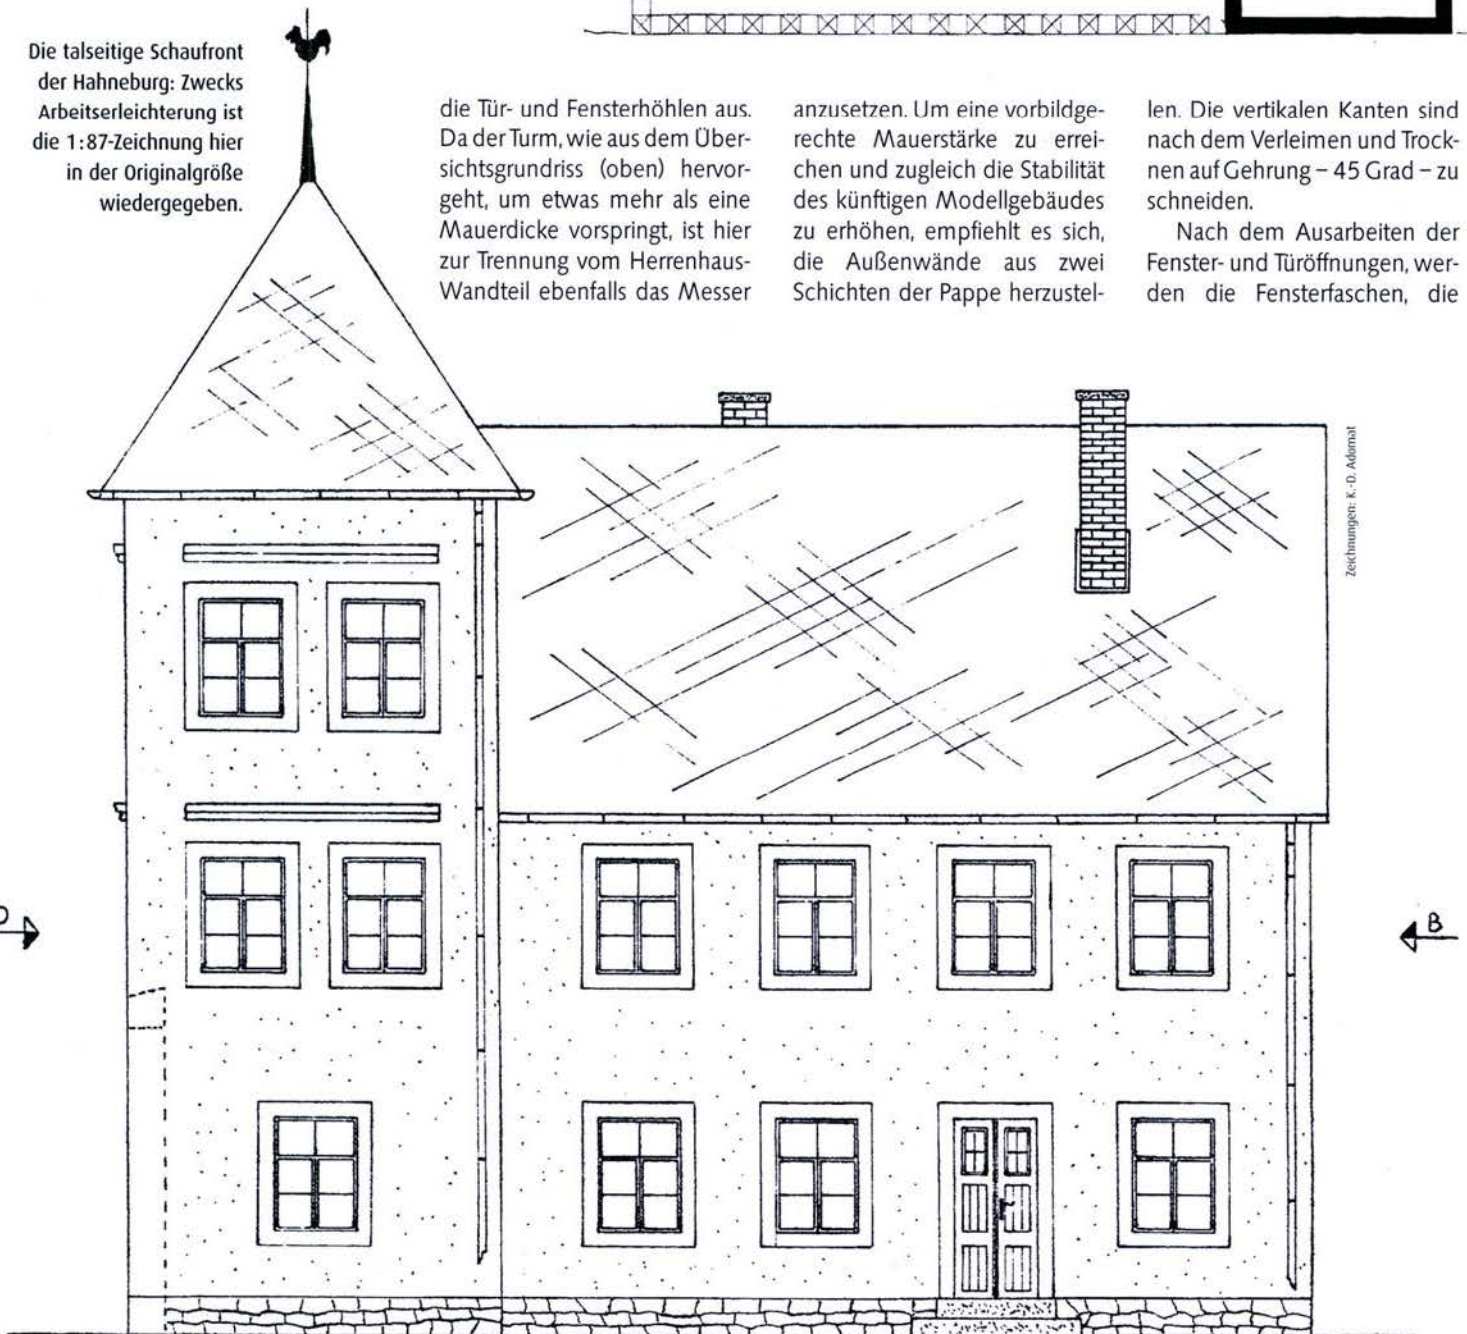 Die talseitige Schaufront
der Hahneburg: Zwecks
Arbeitserleichterung ist
die 1:87-Zeichnung hier
in der Originalgröße
wiedergegeben.
die Tür- und Fensterhöhlen aus.
Da der Turm, wie aus dem Über-
sichtsgrundriss (oben) hervor-
geht, um etwas mehr als eine
Mauerdicke vorspringt, ist hier
zur Trennung vom Herrenhaus-
Wandteil ebenfalls das Messer
anzusetzen. Um eine vorbildge-
rechte Mauerstärke zu errei-
chen und zugleich die Stabilität
des künftigen Modellgebäudes
zu erhöhen, empfiehlt es sich,
die Außenwände aus zwei
Schichten der Pappe herzustel-
len. Die vertikalen Kanten sind
nach dem Verleimen und Trock-
nen auf Gehrung – 45 Grad – zu
schneiden.
Nach dem Ausarbeiten der
Fenster- und Türöffnungen, wer-
den die Fensterfaschen, die
Zeichnungen: K.-D. Adomat
B